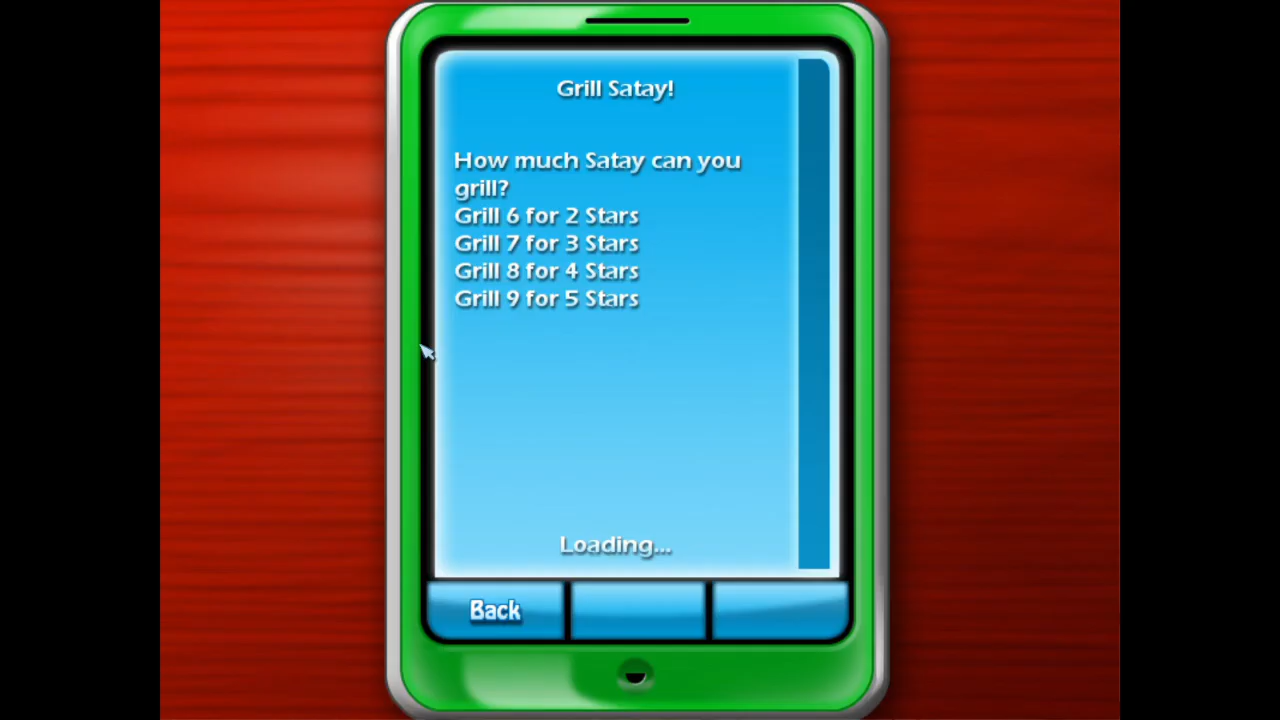 Grill Satay!
How much Satay can you
grill?
Grill 6 for 2 Stars
Grill 7 for 3 Stars
Grill 8 for 4 Stars
Grill 9 for 5 Stars
Loading...
Back